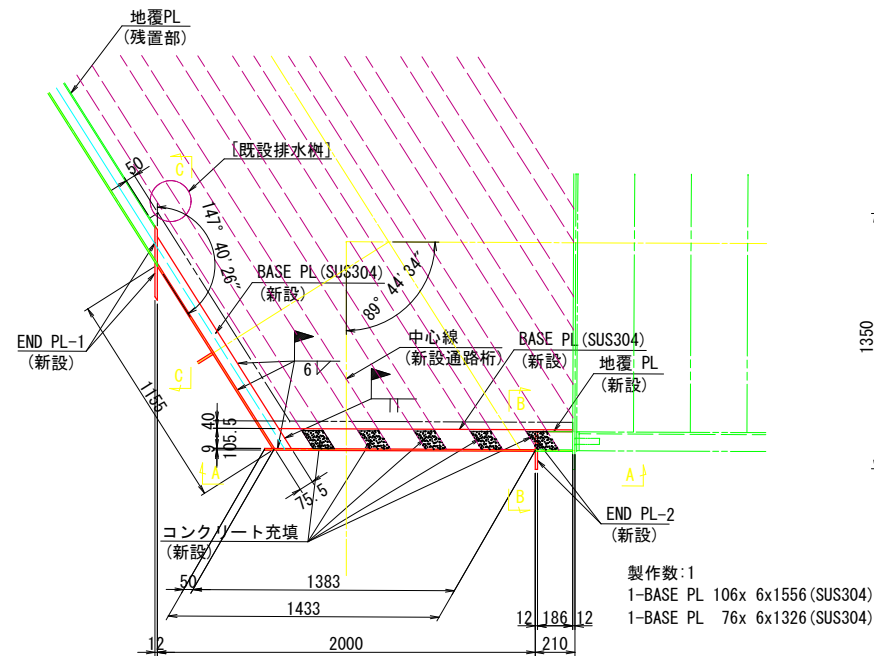 地覆PL
(残置部)
[既設排水桝]
50
C
147° 40' 26"
BASE PL(SUS304)
(新設)
89° 44' 34"
END PL-1
(新設)
中心線
(新設通路桁)
BASE PL(SUS304)
(新設)
地覆 PL
(新設)
1350
6
C
1155
B
40
105.5
9
A
75.5
B
A
コンクリート充填
(新設)
END PL-2
(新設)
50
1383
1433
製作数:1
1-BASE PL 106x 6x1556(SUS304)
1-BASE PL 76x 6x1326(SUS304)
12
186
12
12
2000
210